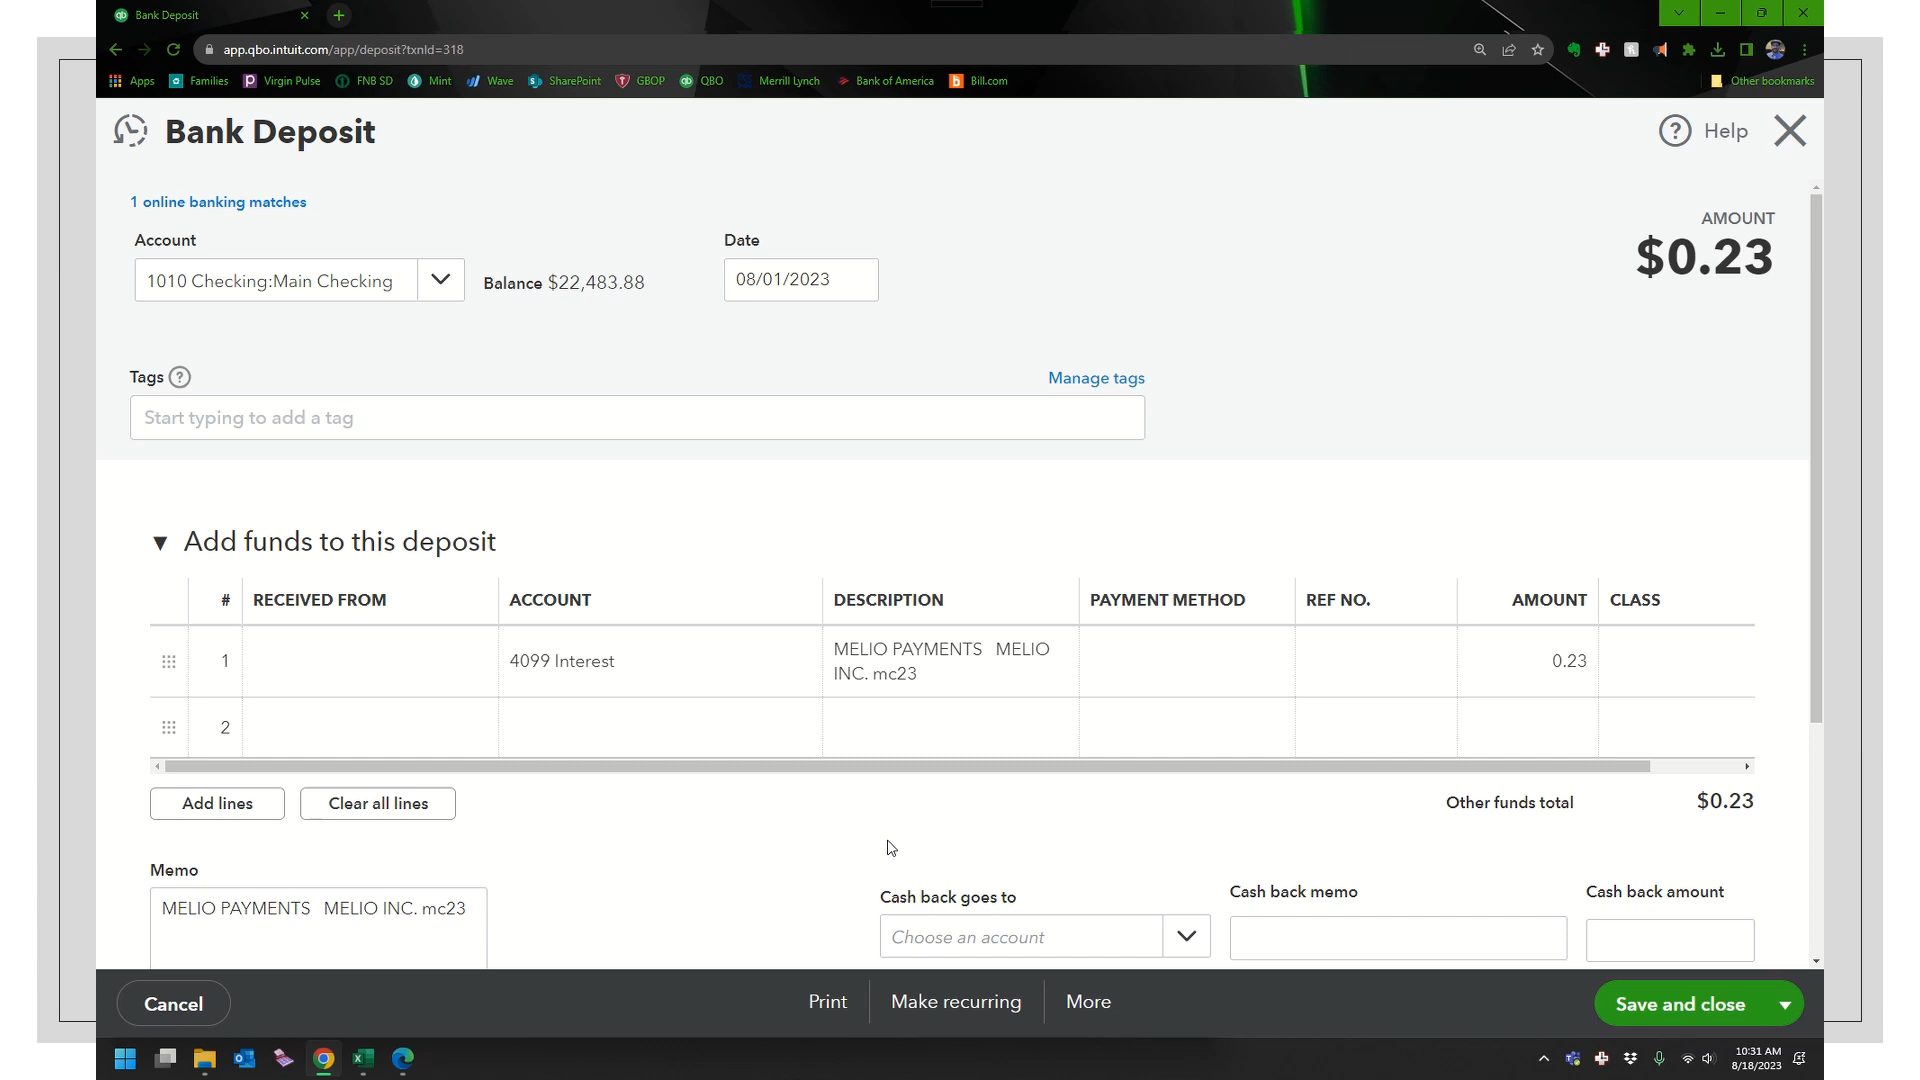 Bank Deposit
app.qbo.intuit.com/app/deposit?txnId=318
Apps Families Virgin Pulse FNB SD Mint Wave SharePoint GBOP QBO Merrill Lynch Bank of America Bill.com Other bookmarks
Bank Deposit
Help
1 online banking matches
AMOUNT
$0.23
Account
Date
1010 Checking:Main Checking
Balance $22,483.88
08/01/2023
Tags
Manage tags
Start typing to add a tag
Add funds to this deposit
# RECEIVED FROM ACCOUNT DESCRIPTION PAYMENT METHOD REF NO. AMOUNT CLASS
1 4099 Interest MELIO PAYMENTS MELIO INC. mc23 0.23
2
Add lines
Clear all lines
Other funds total $0.23
Memo
MELIO PAYMENTS MELIO INC. mc23
Cash back goes to
Cash back memo
Cash back amount
Choose an account
Cancel
Print
Make recurring
More
Save and close
10:31 AM
8/18/2023